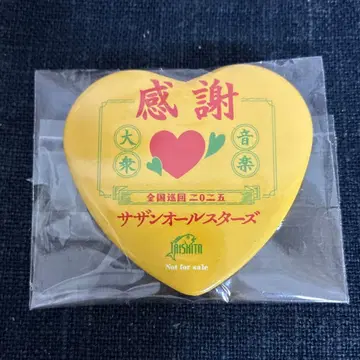 感謝
大衆
音楽
全国巡回 二〇二五
サザンオールスターズ
TAISHITA
Not for sale